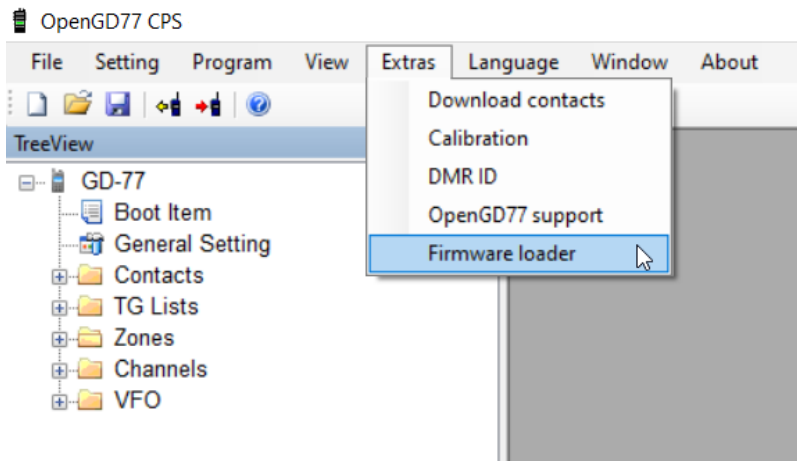 OpenGD77 CPS
File Setting Program View Extras Language Window About
Download contacts
Calibration
DMR ID
OpenGD77 support
Firmware loader
TreeView
GD-77
Boot Item
General Setting
Contacts
TG Lists
Zones
Channels
VFO